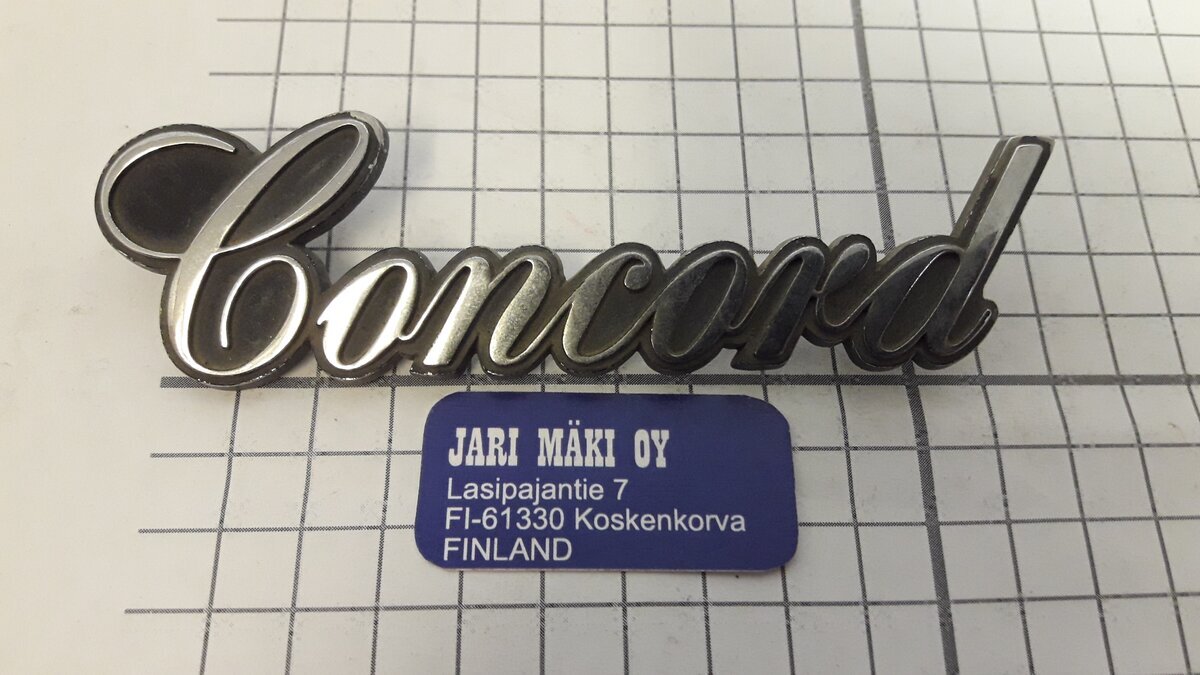 Concord
JARI MÄKI OY
Lasipajantie 7
FI-61330 Koskenkorva
FINLAND